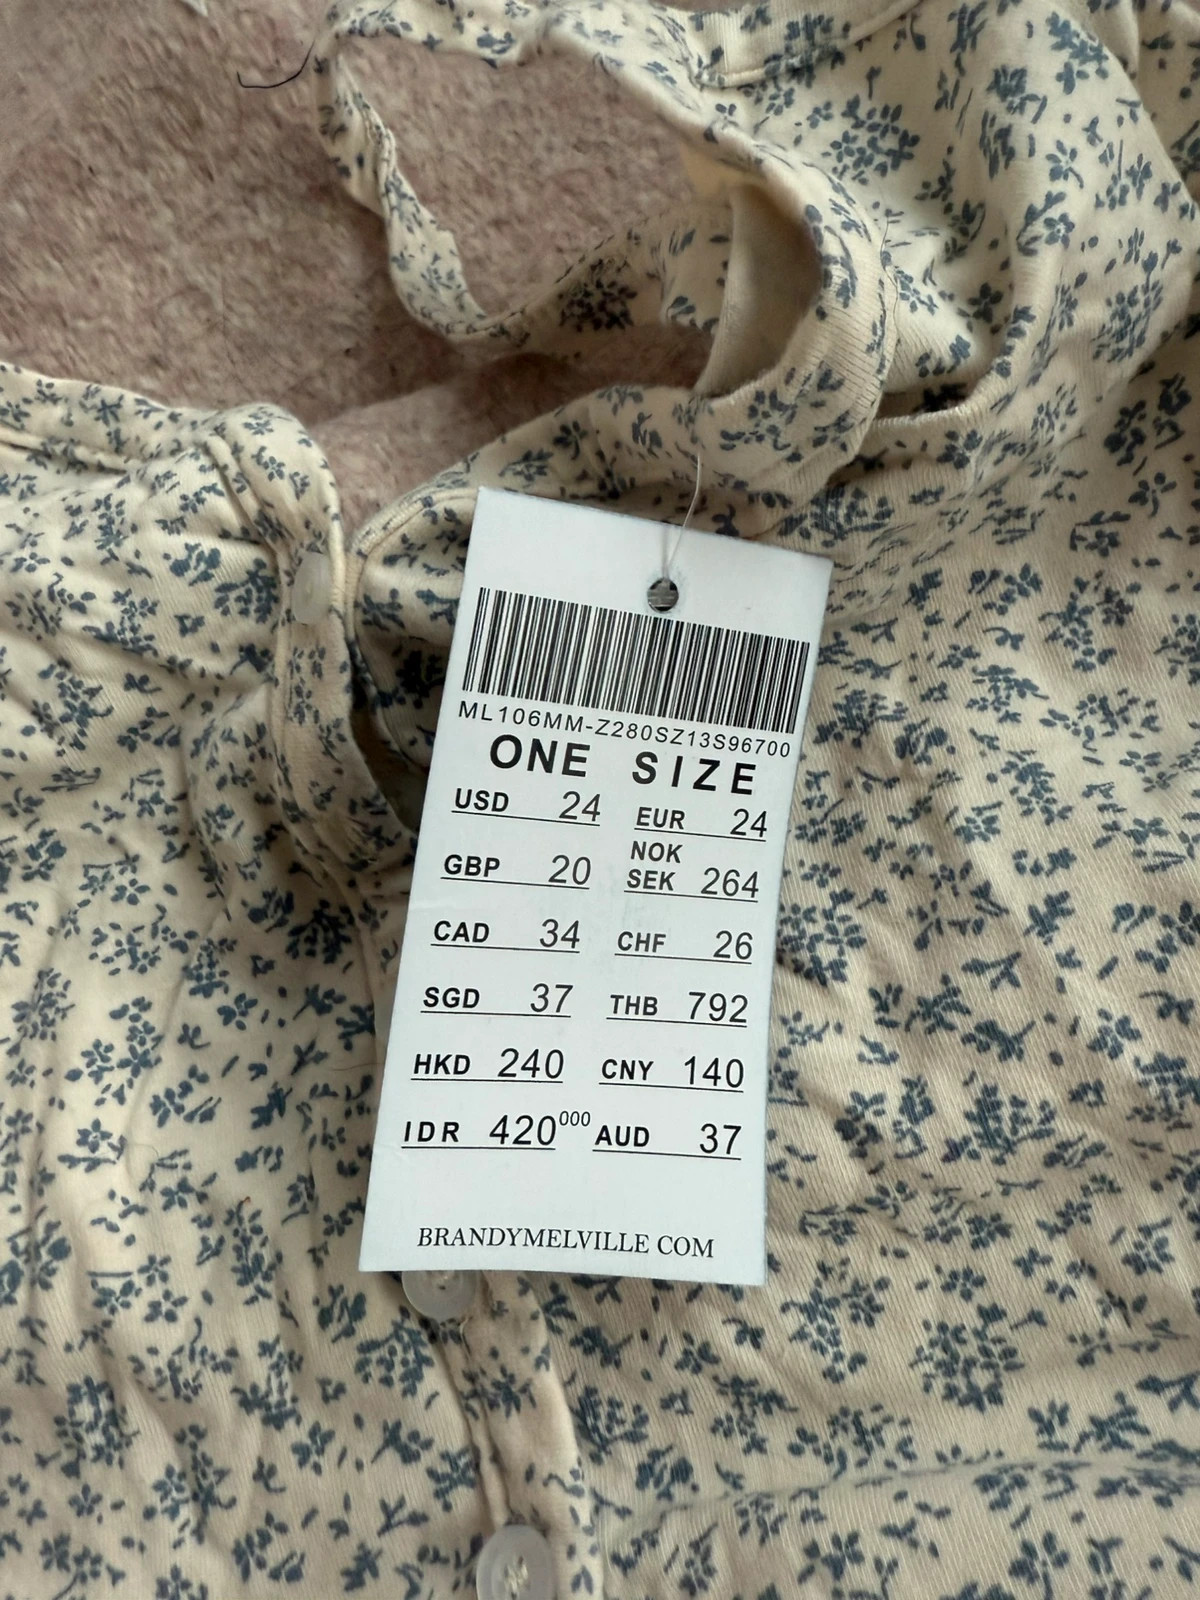 ML106MM-Z280SZ13S96700
ONE SIZE
USD 24 EUR 24
GBP 20 NOK SEK 264
CAD 34 CHF 26
SGD 37 THB 792
HKD 240 CNY 140
IDR 420000 AUD 37
BRANDYMELVILLE COM